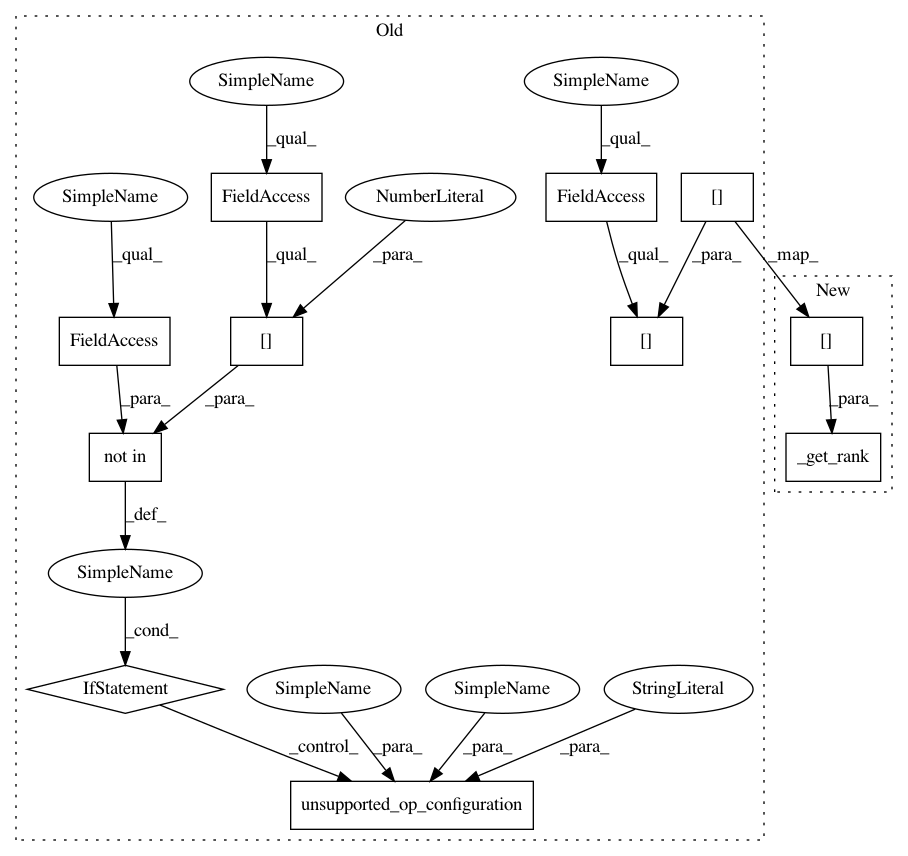 Old
SimpleName
SimpleName
_qual_
_qual_
SimpleName
FieldAccess
NumberLiteral
FieldAccess
[]
_qual_
_qual_
_para_
_qual_
_para_
_map_
New
FieldAccess
[]
[]
[]
_para_
_para_
_para_
not in
_get_rank
_def_
SimpleName
_cond_
IfStatement
SimpleName
SimpleName
StringLiteral
_control_
_para_
_para_
_para_
unsupported_op_configuration